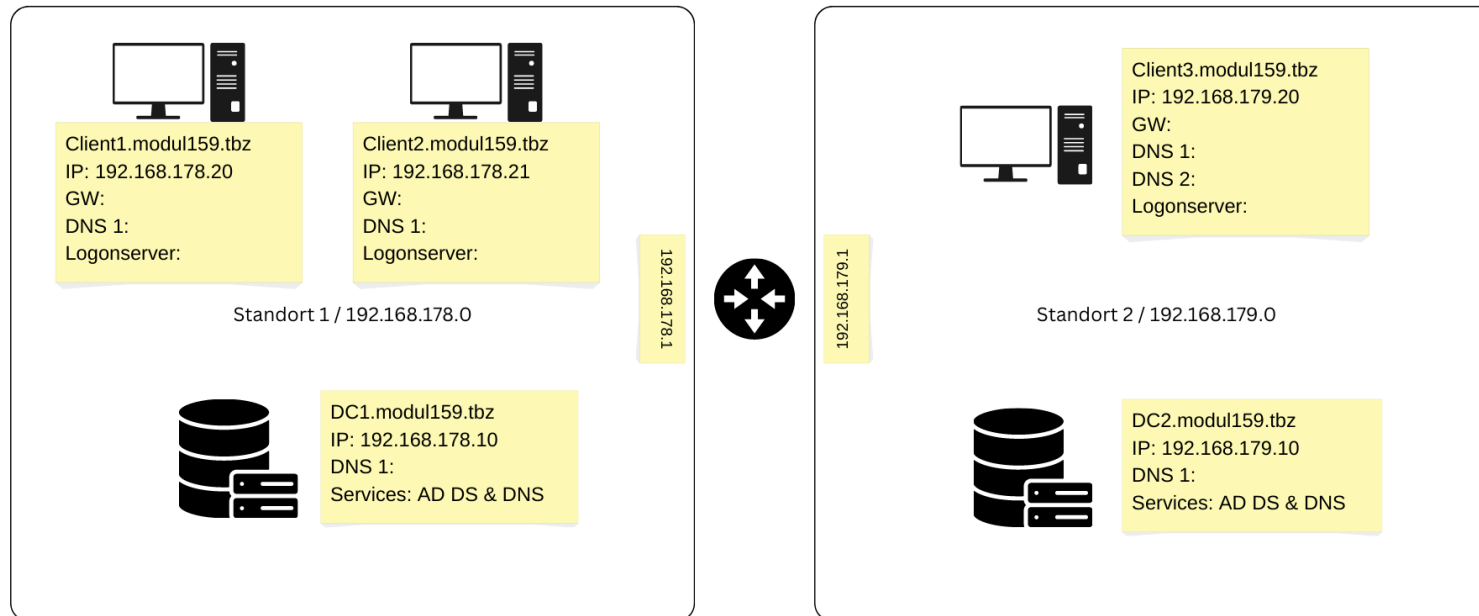 Client1.modul159.tbz
IP: 192.168.178.20
GW:
DNS 1:
Logonserver:
Client2.modul159.tbz
IP: 192.168.178.21
GW:
DNS 1:
Logonserver:
192.168.178.1
Standort 1 / 192.168.178.0
DC1.modul159.tbz
IP: 192.168.178.10
DNS 1:
Services: AD DS & DNS
192.168.179.1
Client3.modul159.tbz
IP: 192.168.179.20
GW:
DNS 1:
DNS 2:
Logonserver:
Standort 2 / 192.168.179.0
DC2.modul159.tbz
IP: 192.168.179.10
DNS 1:
Services: AD DS & DNS